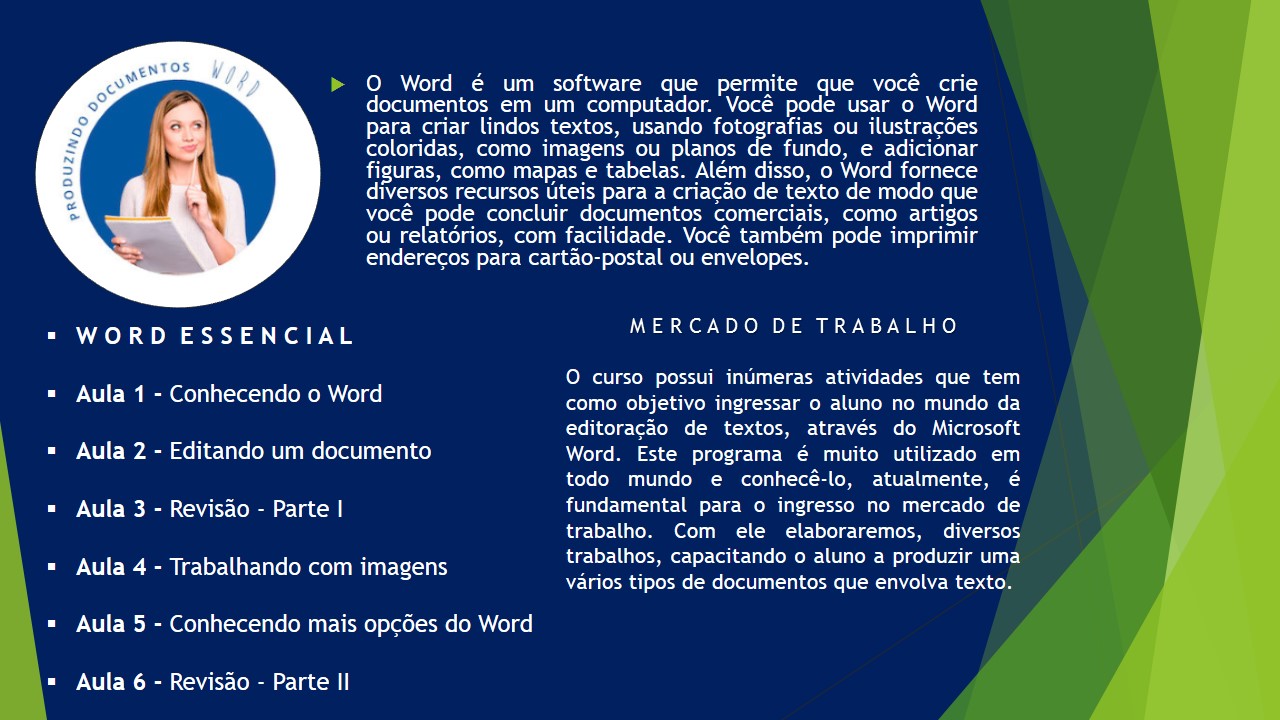 PRODUZINDO DOCUMENTOS WORD
O Word é um software que permite que você crie
documentos em um computador. Você pode usar o Word
para criar lindos textos, usando fotografias ou ilustrações
coloridas, como imagens ou planos de fundo, e adicionar
figuras, como mapas e tabelas. Além disso, o Word fornece
diversos recursos úteis para a criação de texto de modo que
você pode concluir documentos comerciais, como artigos
ou relatórios, com facilidade. Você também pode imprimir
endereços para cartão-postal ou envelopes.
WORD ESSENCIAL
Aula 1 - Conhecendo o Word
Aula 2 - Editando um documento
Aula 3 - Revisão - Parte I
Aula 4 - Trabalhando com imagens
Aula 5 - Conhecendo mais opções do Word
Aula 6 - Revisão - Parte II
MERCADO DE TRABALHO
O curso possui inúmeras atividades que tem
como objetivo ingressar o aluno no mundo da
editoração de textos, através do Microsoft
Word. Este programa é muito utilizado em
todo mundo e conhecê-lo, atualmente, é
fundamental para o ingresso no mercado de
trabalho. Com ele elaboraremos, diversos
trabalhos, capacitando o aluno a produzir uma
vários tipos de documentos que envolva texto.